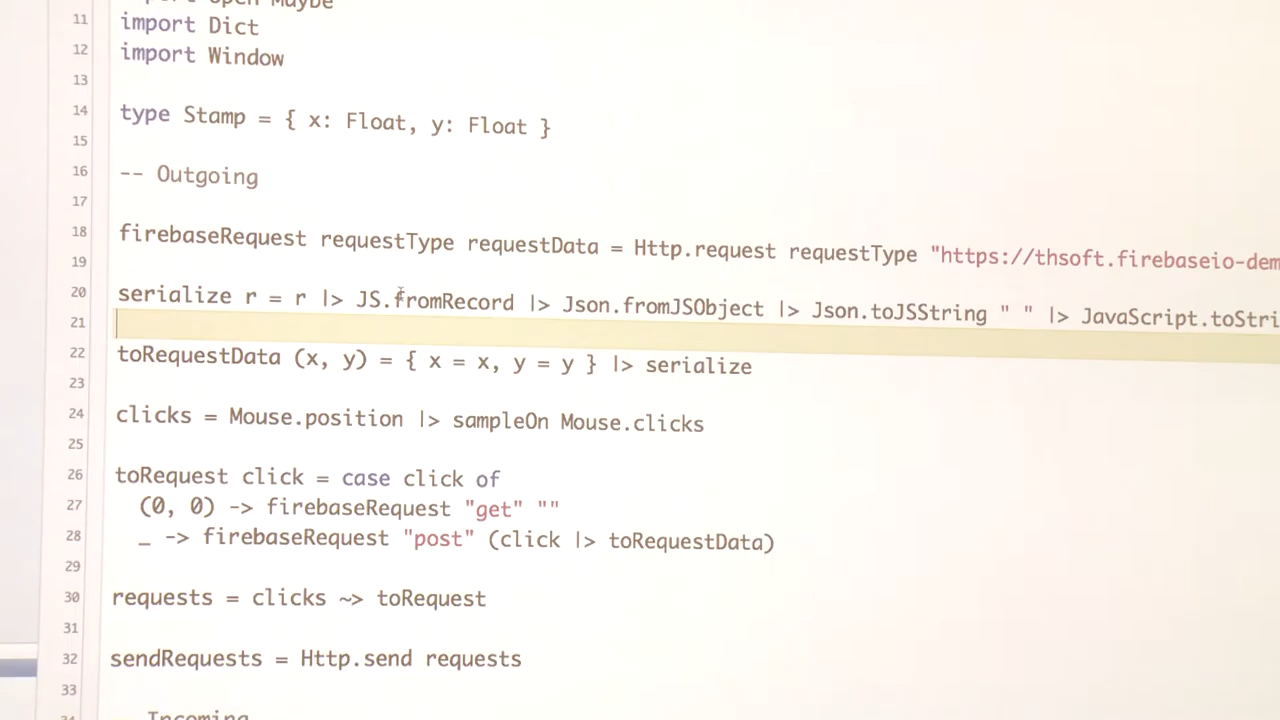 open Maybe
11 import Dict
12 import Window
13
14 type Stamp = { x: Float, y: Float }
15
16 -- Outgoing
17
18 firebaseRequest requestType requestData = Http.request requestType "https://thsoft.firebaseio-dem
19
20 serialize r = r |> JS.fromRecord |> Json.fromJSObject |> Json.toJSString " " |> JavaScript.toStri
21
22 toRequestData (x, y) = { x = x, y = y } |> serialize
23
24 clicks = Mouse.position |> sampleOn Mouse.clicks
25
26 toRequest click = case click of
27 (0, 0) -> firebaseRequest "get" ""
28 _ -> firebaseRequest "post" (click |> toRequestData)
29
30 requests = clicks ~> toRequest
31
32 sendRequests = Http.send requests
33
Incoming